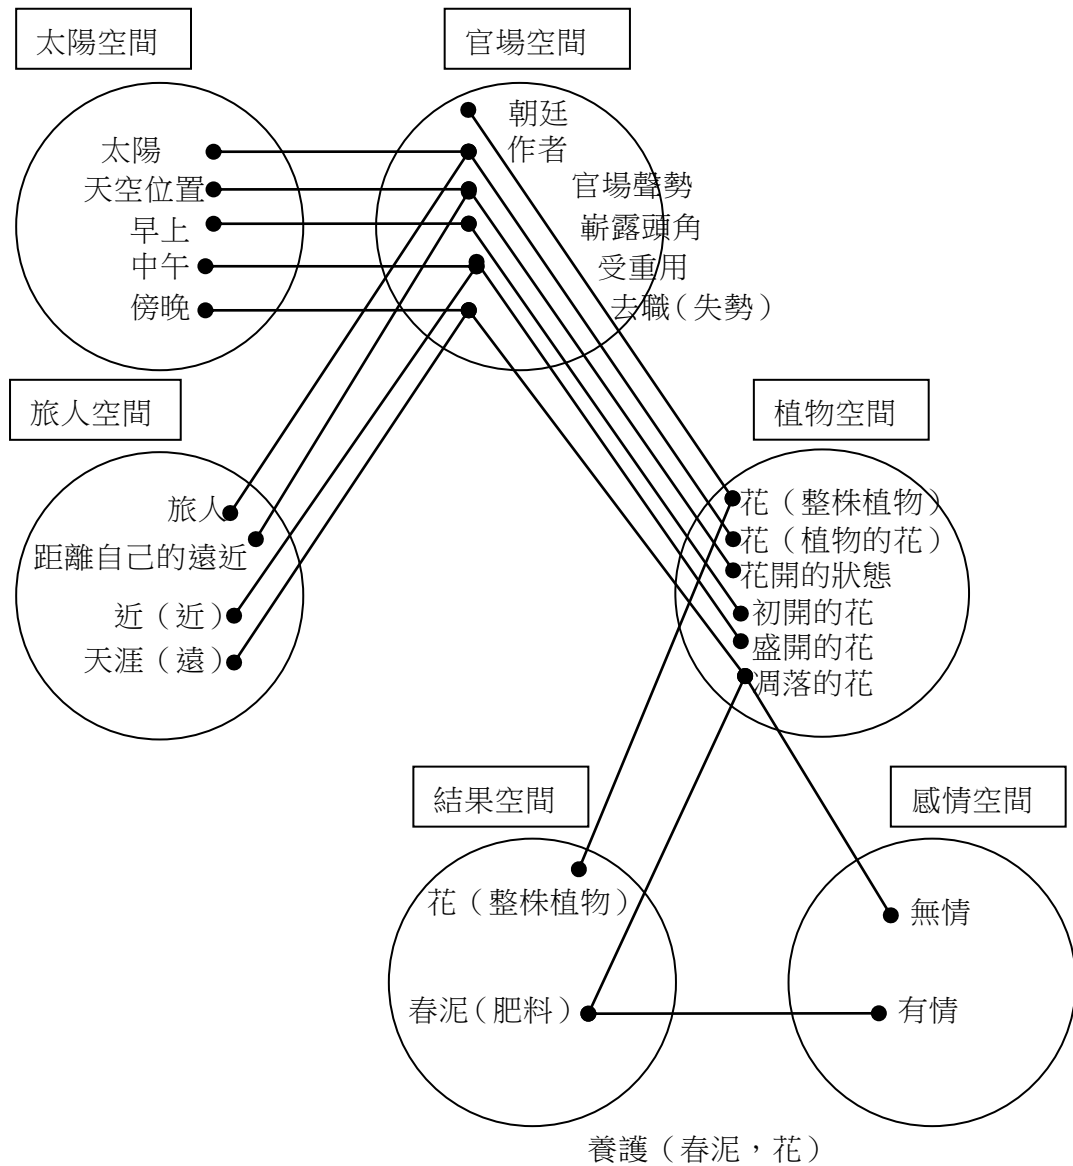 太陽空間
官場空間
朝廷
太陽
作者
天空位置
官場聲勢
早上
嶄露頭角
中午
受重用
傍晚
去職(失勢)
旅人空間
植物空間
旅人
花(整株植物)
距離自己的遠近
花(植物的花)
花開的狀態
近(近)
初開的花
盛開的花
天涯(遠)
凋落的花
結果空間
感情空間
花(整株植物)
無情
春泥(肥料)
有情
養護(春泥,花)